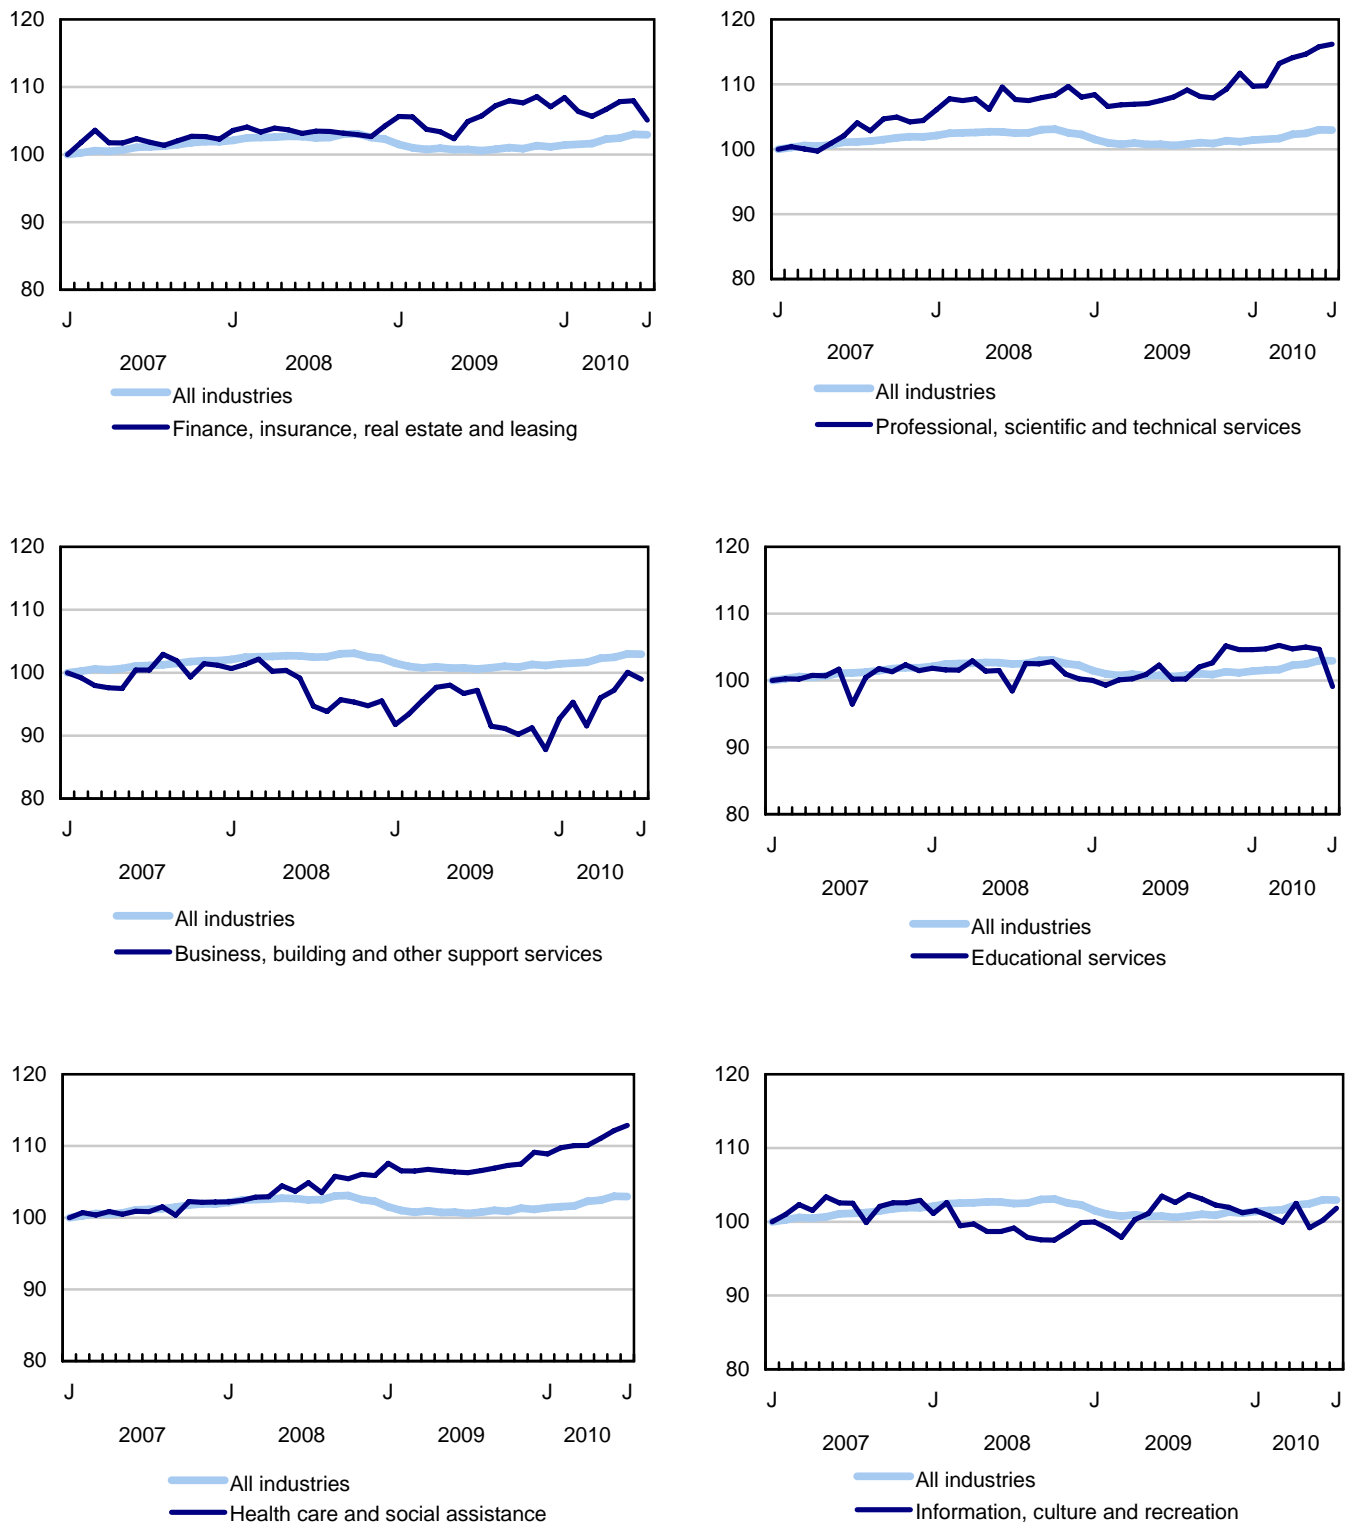 120
110
100
90
80
J J J J J
2007 2008 2009 2010
All industries
Finance, insurance, real estate and leasing
120
110
100
90
80
J J J J J
2007 2008 2009 2010
All industries
Professional, scientific and technical services
120
110
100
90
80
J J J J J
2007 2008 2009 2010
All industries
Business, building and other support services
120
110
100
90
80
J J J J J
2007 2008 2009 2010
All industries
Educational services
120
110
100
90
80
J J J J J
2007 2008 2009 2010
All industries
Health care and social assistance
120
110
100
90
80
J J J J J
2007 2008 2009 2010
All industries
Information, culture and recreation